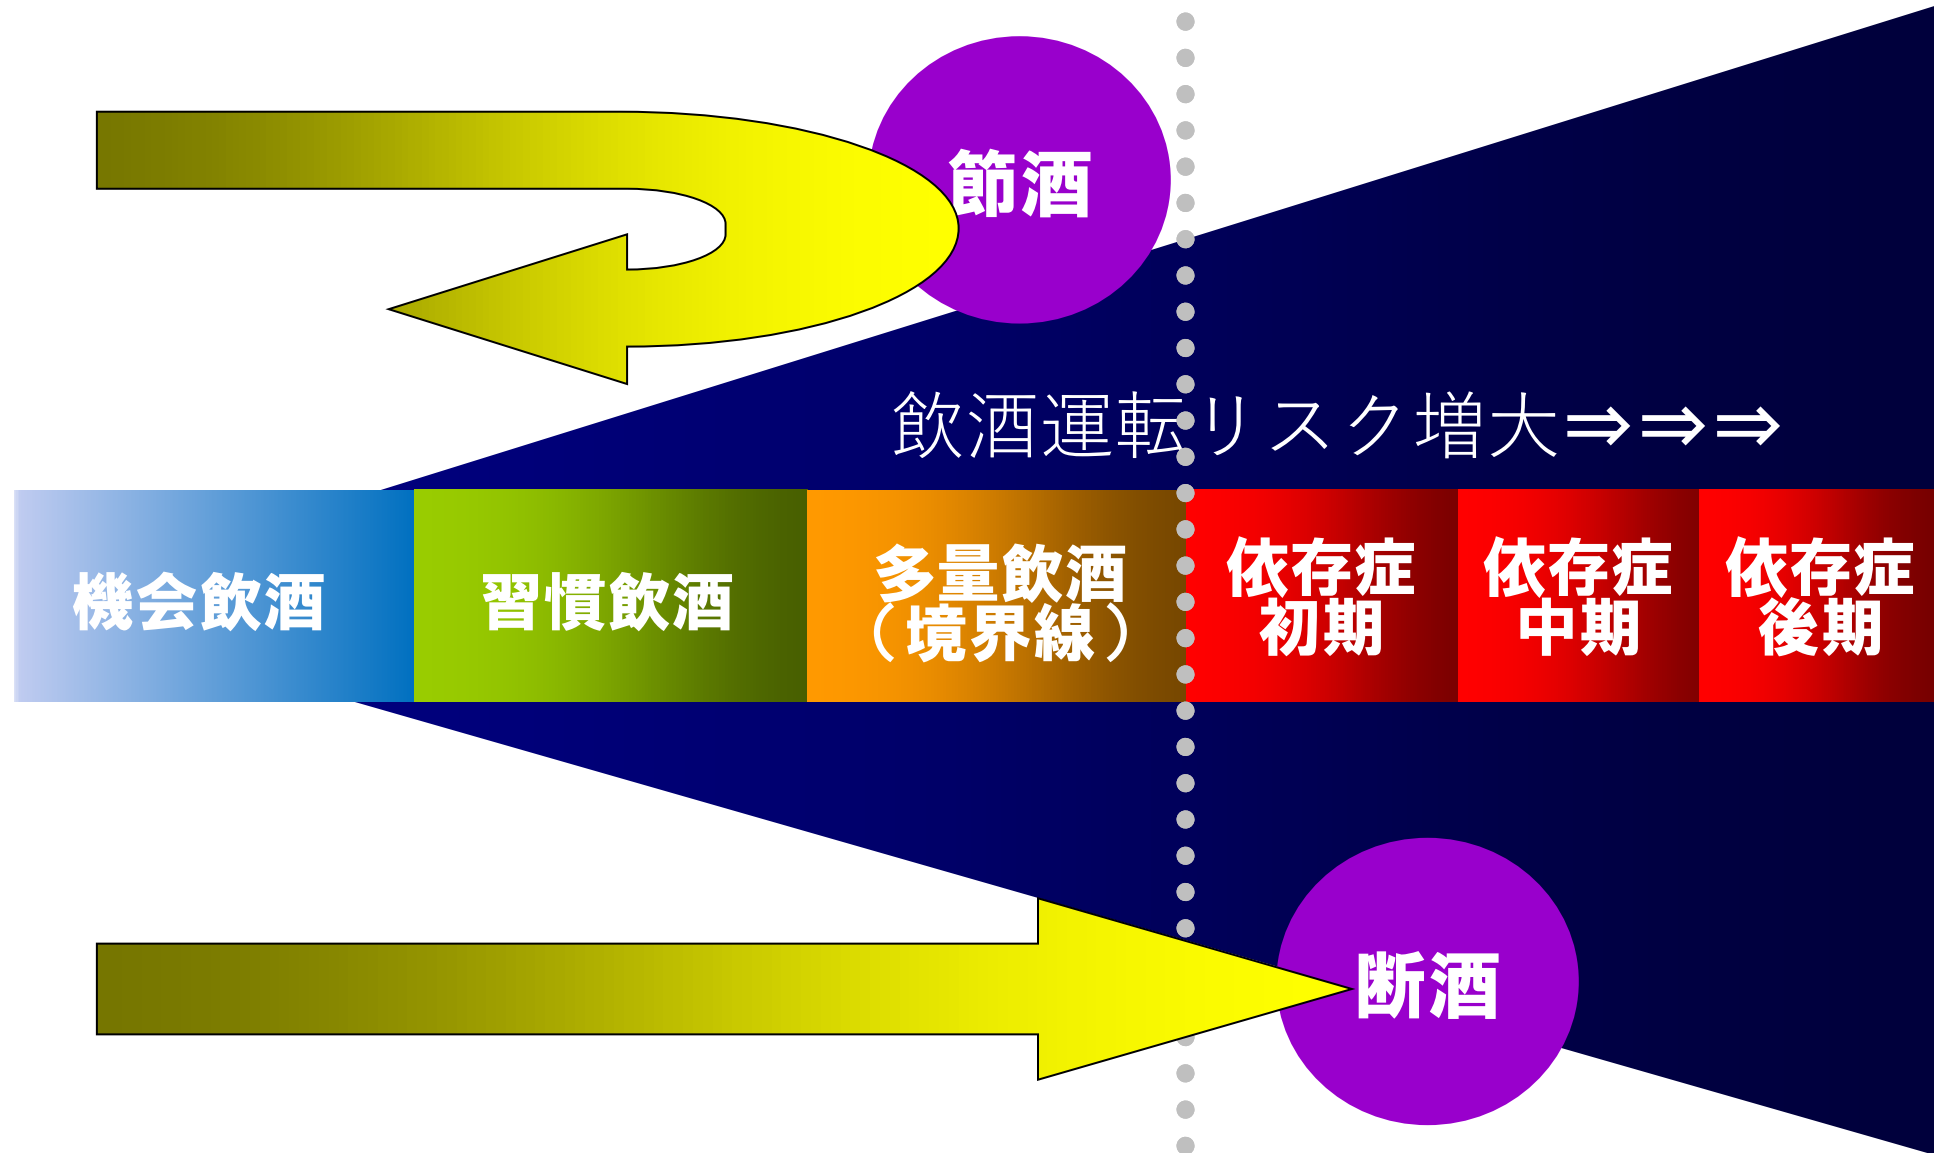 節酒
飲酒運転リスク増大⇒⇒⇒
機会飲酒
習慣飲酒
多量飲酒
（境界線）
依存症
初期
依存症
中期
依存症
後期
断酒